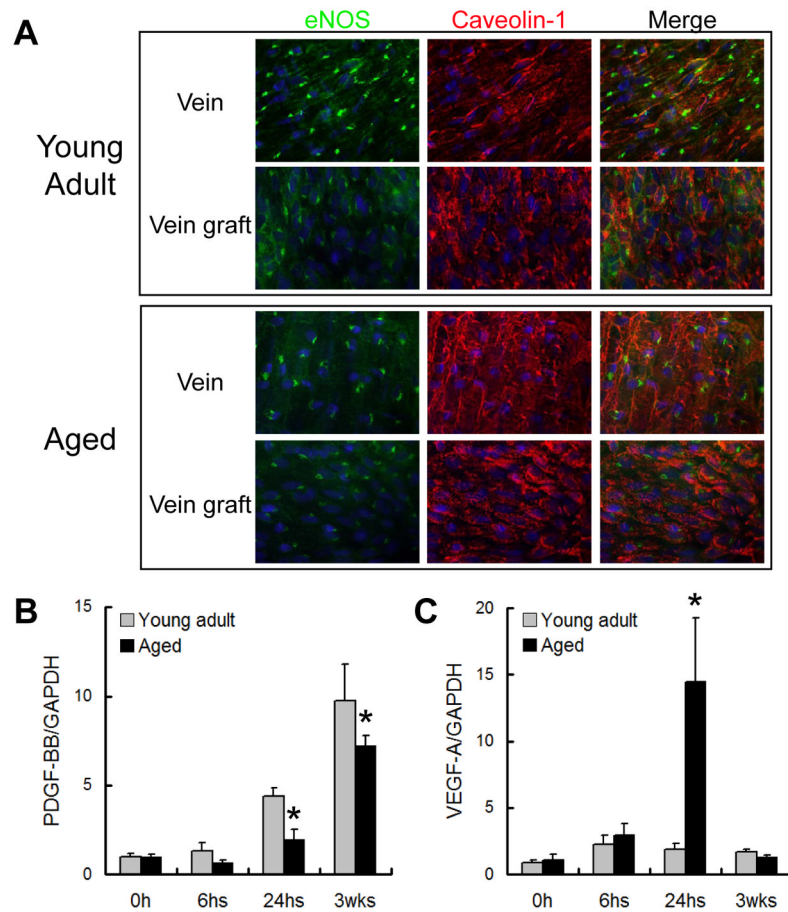 A
eNOS Caveolin-1 Merge
Young
Adult
Vein
Vein graft
Aged
Vein
Vein graft
B
PDGF-BB/GAPDH
15
10
5
0
Young adult
Aged
*
*
0h 6hs 24hs 3wks
C
VEGF-A/GAPDH
20
15
10
5
0
Young adult
Aged
*
0h 6hs 24hs 3wks